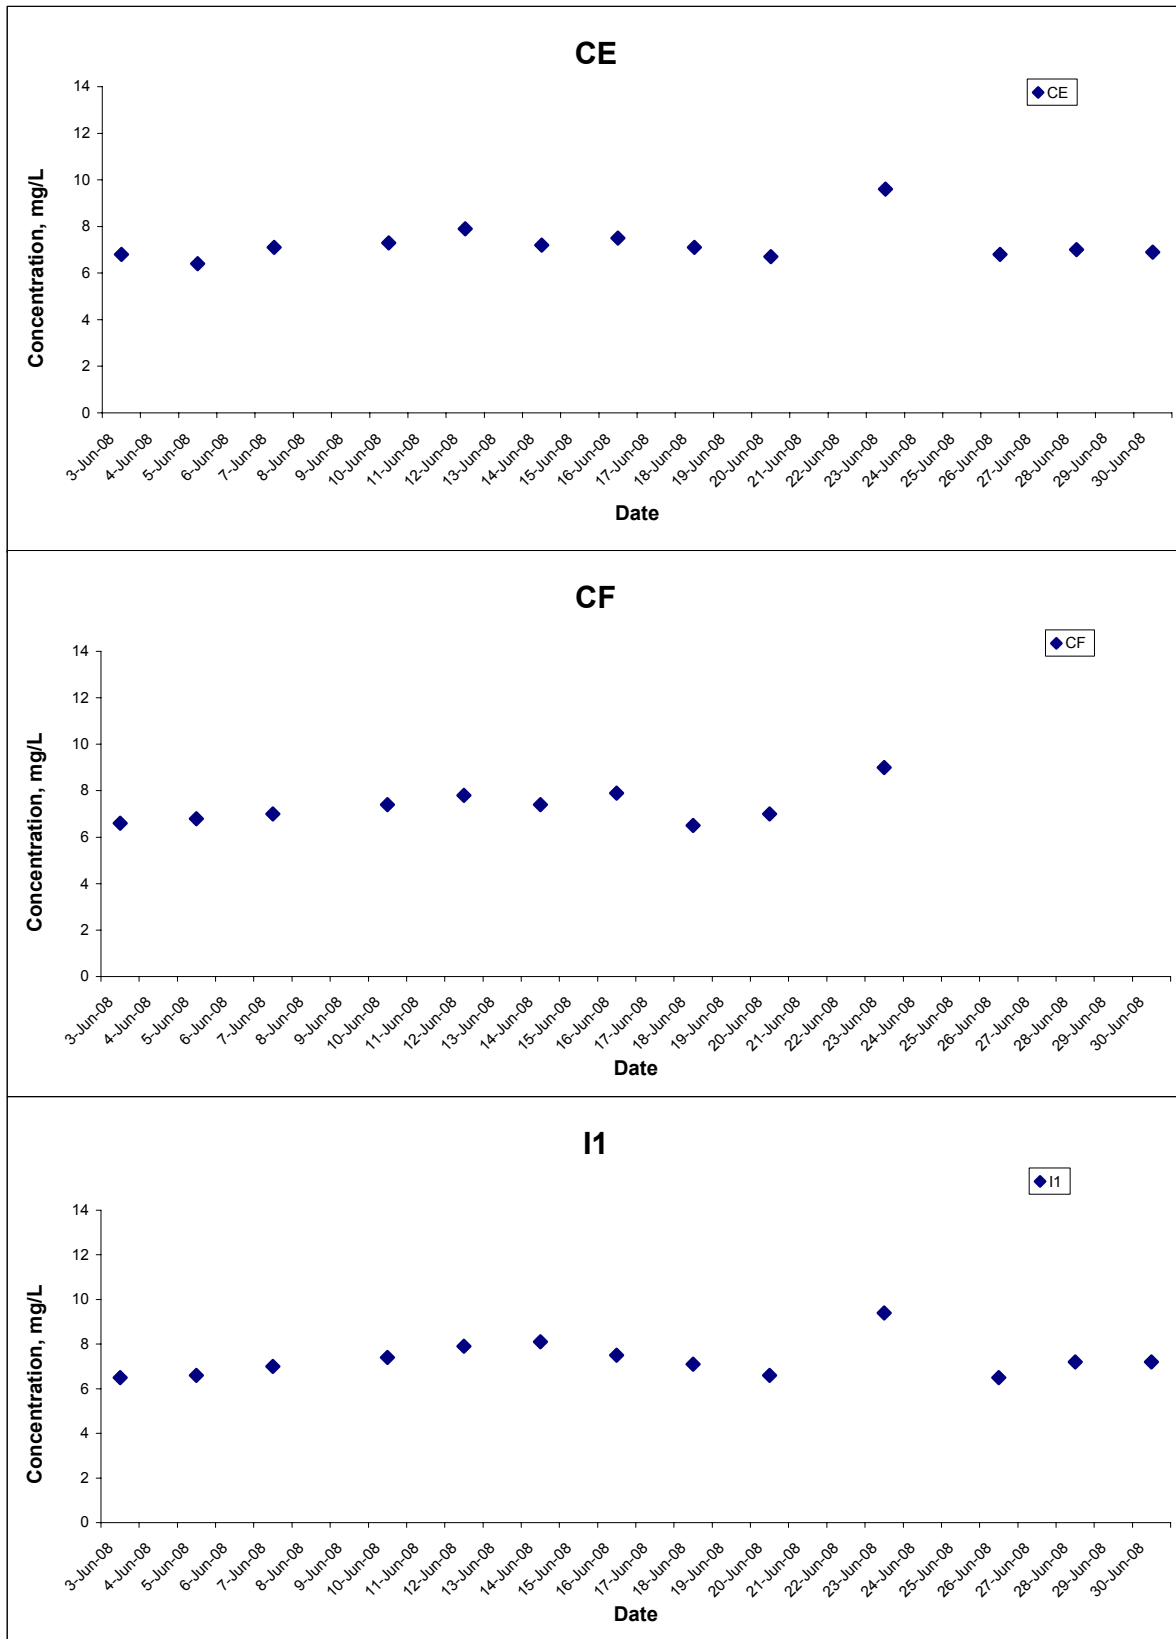 CE
CE
Concentration, mg/L
14
12
10
8
6
4
2
0
3-Jun-08 4-Jun-08 5-Jun-08 6-Jun-08 7-Jun-08 8-Jun-08 9-Jun-08 10-Jun-08 11-Jun-08 12-Jun-08 13-Jun-08 14-Jun-08 15-Jun-08 16-Jun-08 17-Jun-08 18-Jun-08 19-Jun-08 20-Jun-08 21-Jun-08 22-Jun-08 23-Jun-08 24-Jun-08 25-Jun-08 26-Jun-08 27-Jun-08 28-Jun-08 29-Jun-08 30-Jun-08
Date
CF
CF
Concentration, mg/L
14
12
10
8
6
4
2
0
3-Jun-08 4-Jun-08 5-Jun-08 6-Jun-08 7-Jun-08 8-Jun-08 9-Jun-08 10-Jun-08 11-Jun-08 12-Jun-08 13-Jun-08 14-Jun-08 15-Jun-08 16-Jun-08 17-Jun-08 18-Jun-08 19-Jun-08 20-Jun-08 21-Jun-08 22-Jun-08 23-Jun-08 24-Jun-08 25-Jun-08 26-Jun-08 27-Jun-08 28-Jun-08 29-Jun-08 30-Jun-08
Date
I1
I1
Concentration, mg/L
14
12
10
8
6
4
2
0
3-Jun-08 4-Jun-08 5-Jun-08 6-Jun-08 7-Jun-08 8-Jun-08 9-Jun-08 10-Jun-08 11-Jun-08 12-Jun-08 13-Jun-08 14-Jun-08 15-Jun-08 16-Jun-08 17-Jun-08 18-Jun-08 19-Jun-08 20-Jun-08 21-Jun-08 22-Jun-08 23-Jun-08 24-Jun-08 25-Jun-08 26-Jun-08 27-Jun-08 28-Jun-08 29-Jun-08 30-Jun-08
Date